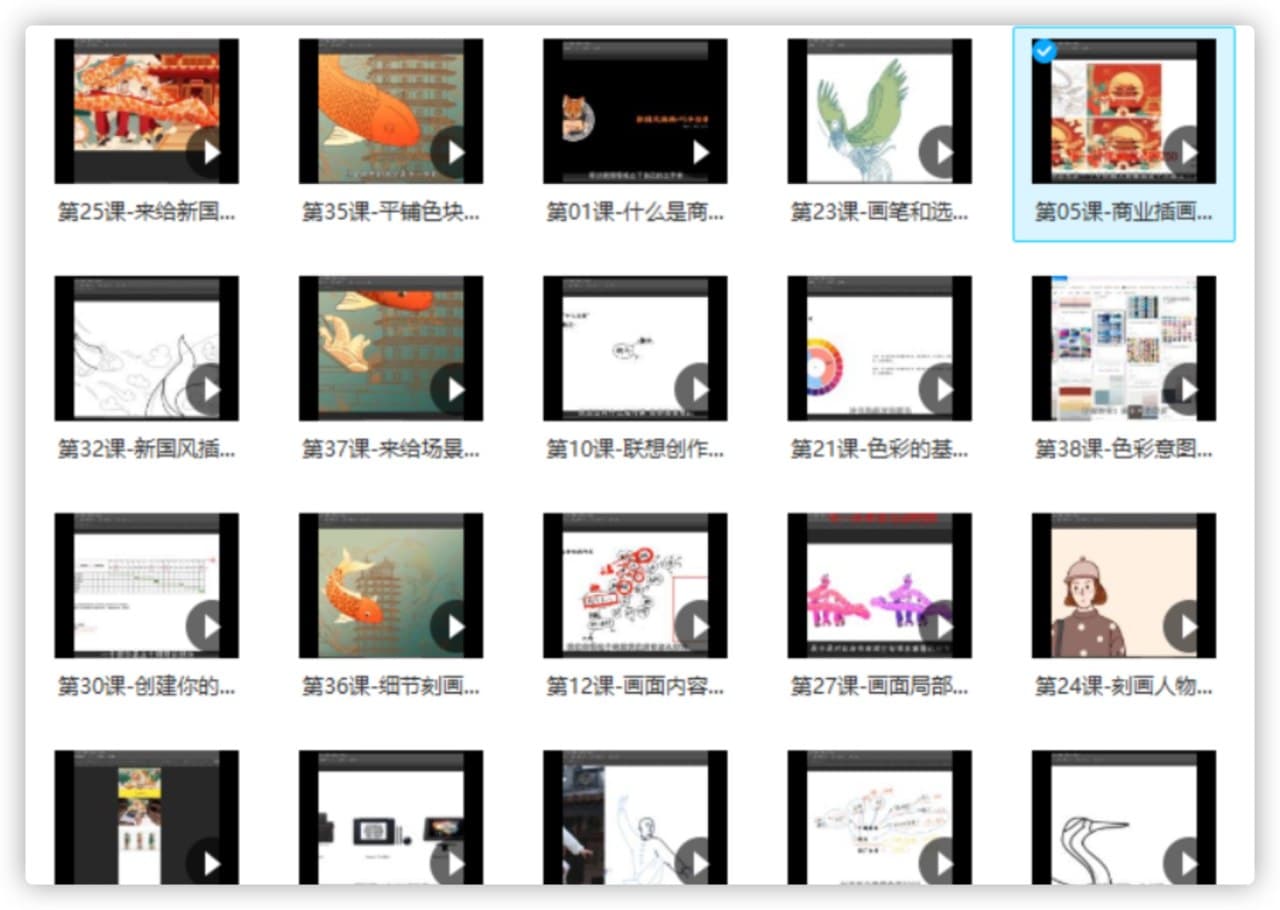 第25课-来给新国...
第35课-平铺色块...
第01课-什么是商...
第23课-画笔和选...
第05课-商业插画...
第32课-新国风插...
第37课-来给场景...
第10课-联想创作...
第21课-色彩的基...
第38课-色彩意图...
第30课-创建你的...
第36课-细节刻画...
第12课-画面内容...
第27课-画面局部...
第24课-刻画人物...